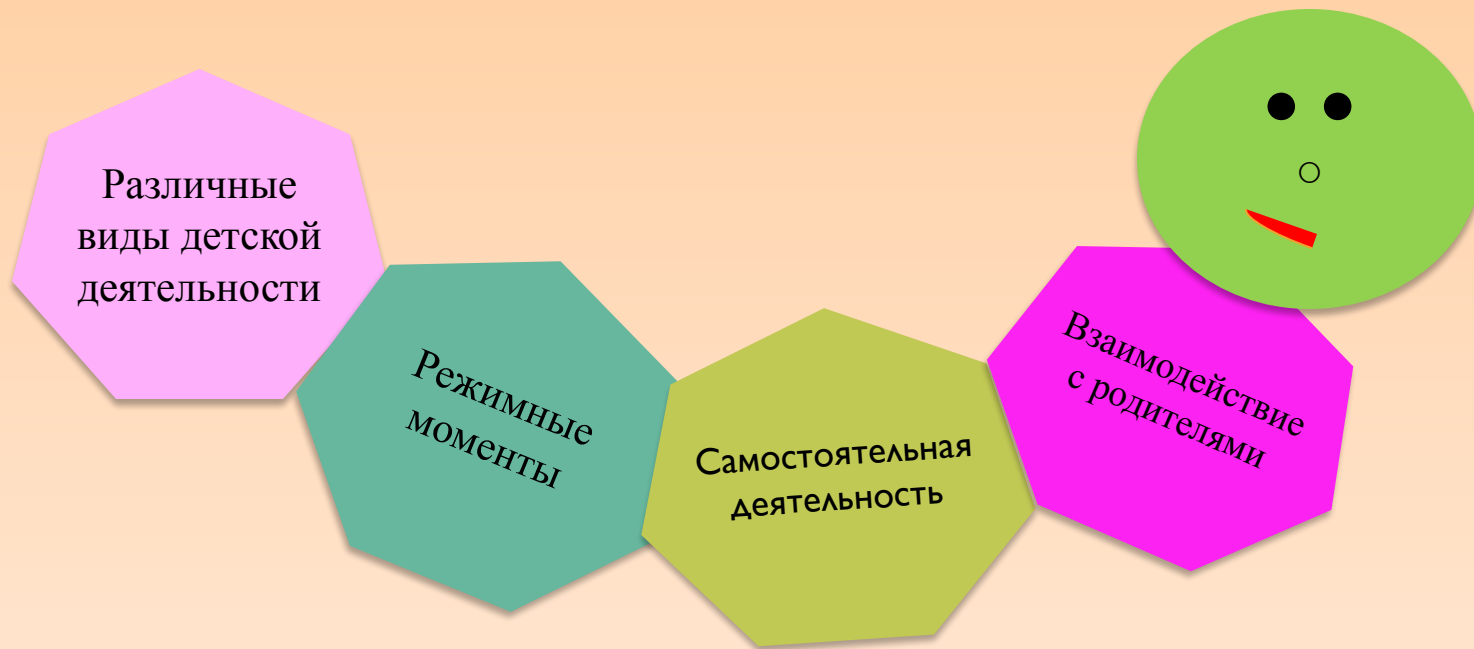 Различные
виды детской
деятельности
Режимные
моменты
Самостоятельная
деятельность
Взаимодействие
с родителями